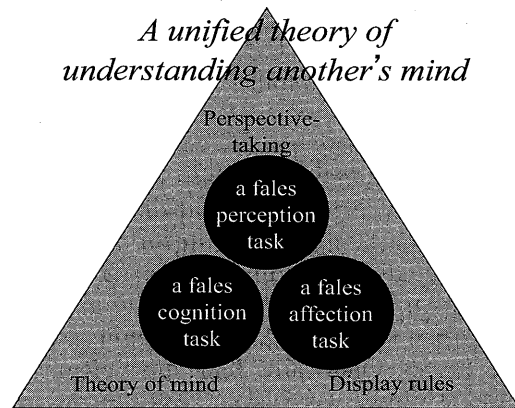 A unified theory of
understanding another's mind
Perspective-
taking
a fales
perception
task
a fales
cognition
task
a fales
affection
task
Theory of mind
Display rules